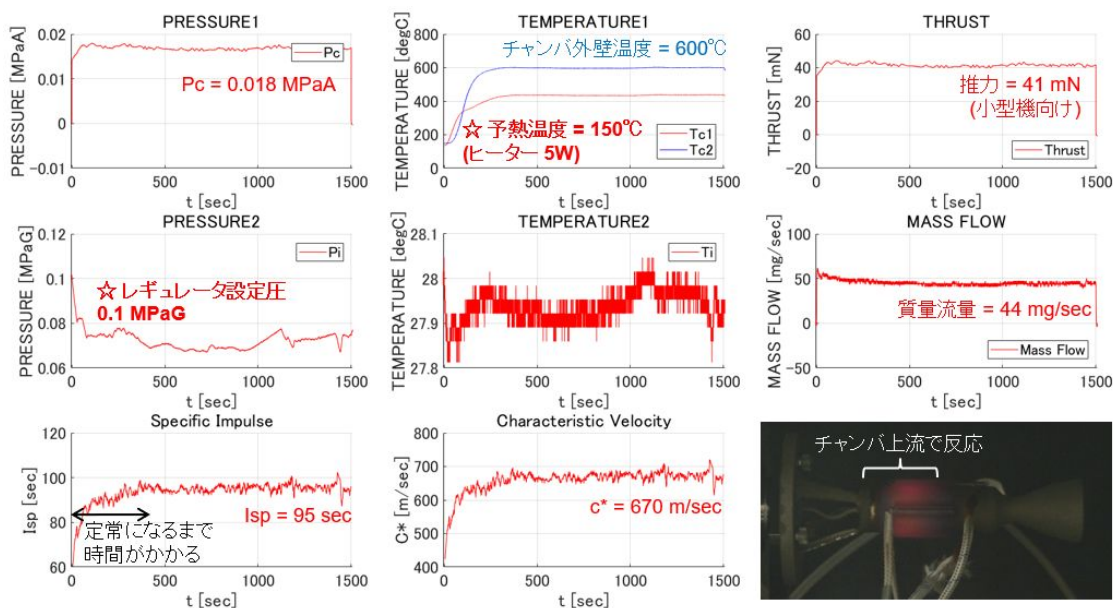 PRESSURE1
PRESSURE [MPaA]
0.02
0.01
0
-0.01
Pc
Pc = 0.018 MPaA
0
500
1000
1500
t [sec]
TEMPERATURE1
TEMPERATURE [degC]
800
600
400
200
0
チャンバ外壁温度 = 600℃
☆ 予熱温度 = 150℃
(ヒーター 5W)
Tc1
Tc2
0
500
1000
1500
t [sec]
THRUST
THRUST [mN]
60
40
20
0
-20
推力 = 41 mN
(小型機向け)
Thrust
0
500
1000
1500
t [sec]
PRESSURE2
PRESSURE [MPaG]
0.12
0.1
0.08
0.06
Pi
☆ レギュレータ設定圧
0.1 MPaG
0
500
1000
1500
t [sec]
TEMPERATURE2
TEMPERATURE [degC]
28.1
28
27.9
27.8
Ti
0
500
1000
1500
t [sec]
MASS FLOW
MASS FLOW [mg/sec]
100
50
0
-50
質量流量 = 44 mg/sec
Mass Flow
0
500
1000
1500
t [sec]
Specific Impulse
Isp [sec]
120
100
80
60
定常になるまで
時間がかかる
Isp = 95 sec
0
500
1000
1500
t [sec]
Characteristic Velocity
C* [m/sec]
800
700
600
500
400
c* = 670 m/sec
0
500
1000
1500
t [sec]
チャンバ上流で反応